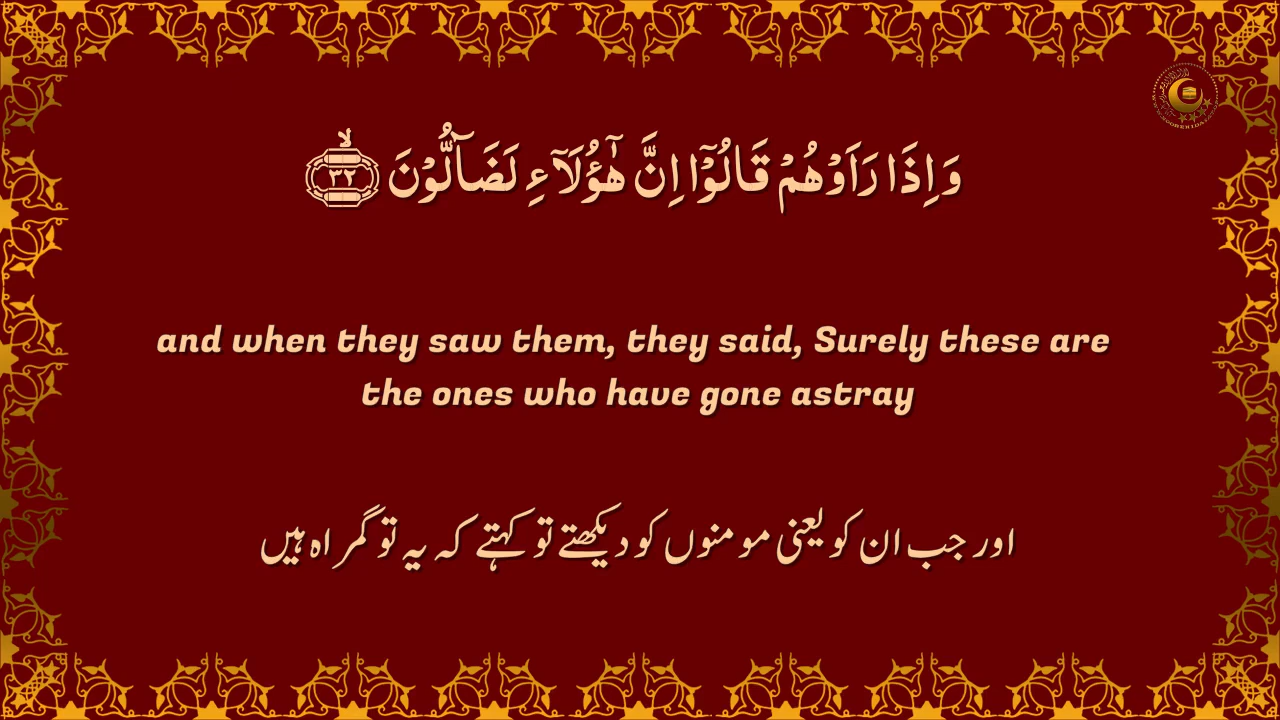 وَاِذَا رَاَوْهُمْ قَالُوْۤا اِنَّ هٰۤؤُلَآءِ لَضَآلُّوْنَ ۙ‏﴿۳۲﴾
and when they saw them, they said, Surely these are
the ones who have gone astray
اور جب ان کو یعنی مومنوں کو دیکھتے تو کہتے کہ یہ تو گمراہ ہیں